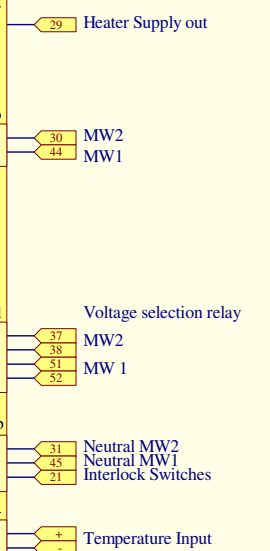 29 Heater Supply out
30 MW2
44 MW1
Voltage selection relay
37
MW2
38
51
MW 1
52
31 Neutral MW2
45 Neutral MW1
21 Interlock Switches
+
Temperature Input
-